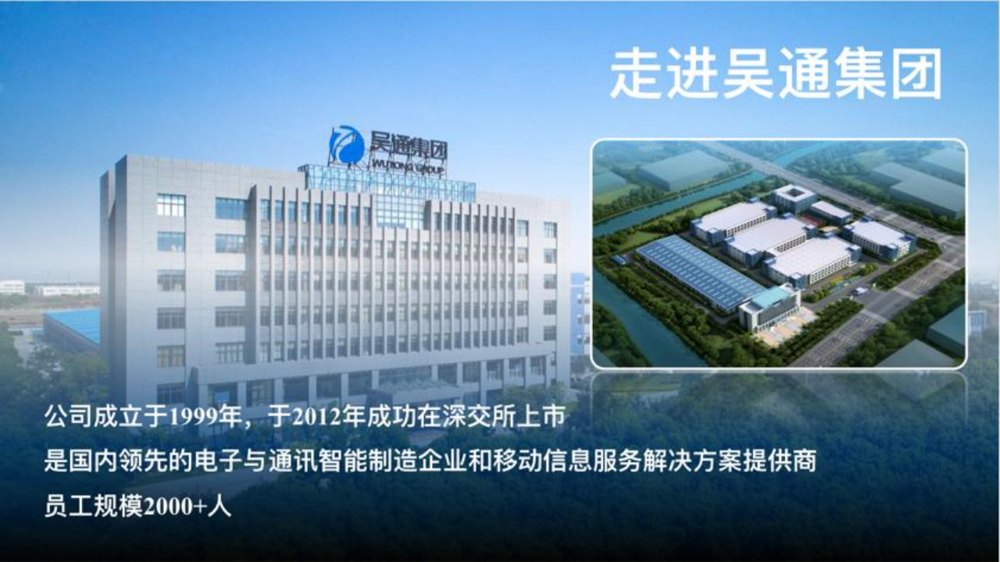 走进吴通集团
吴通集团
WUTONG GROUP
公司成立于1999年，于2012年成功在深交所上市
是国内领先的电子与通讯智能制造企业和移动信息服务解决方案提供商
员工规模2000+人